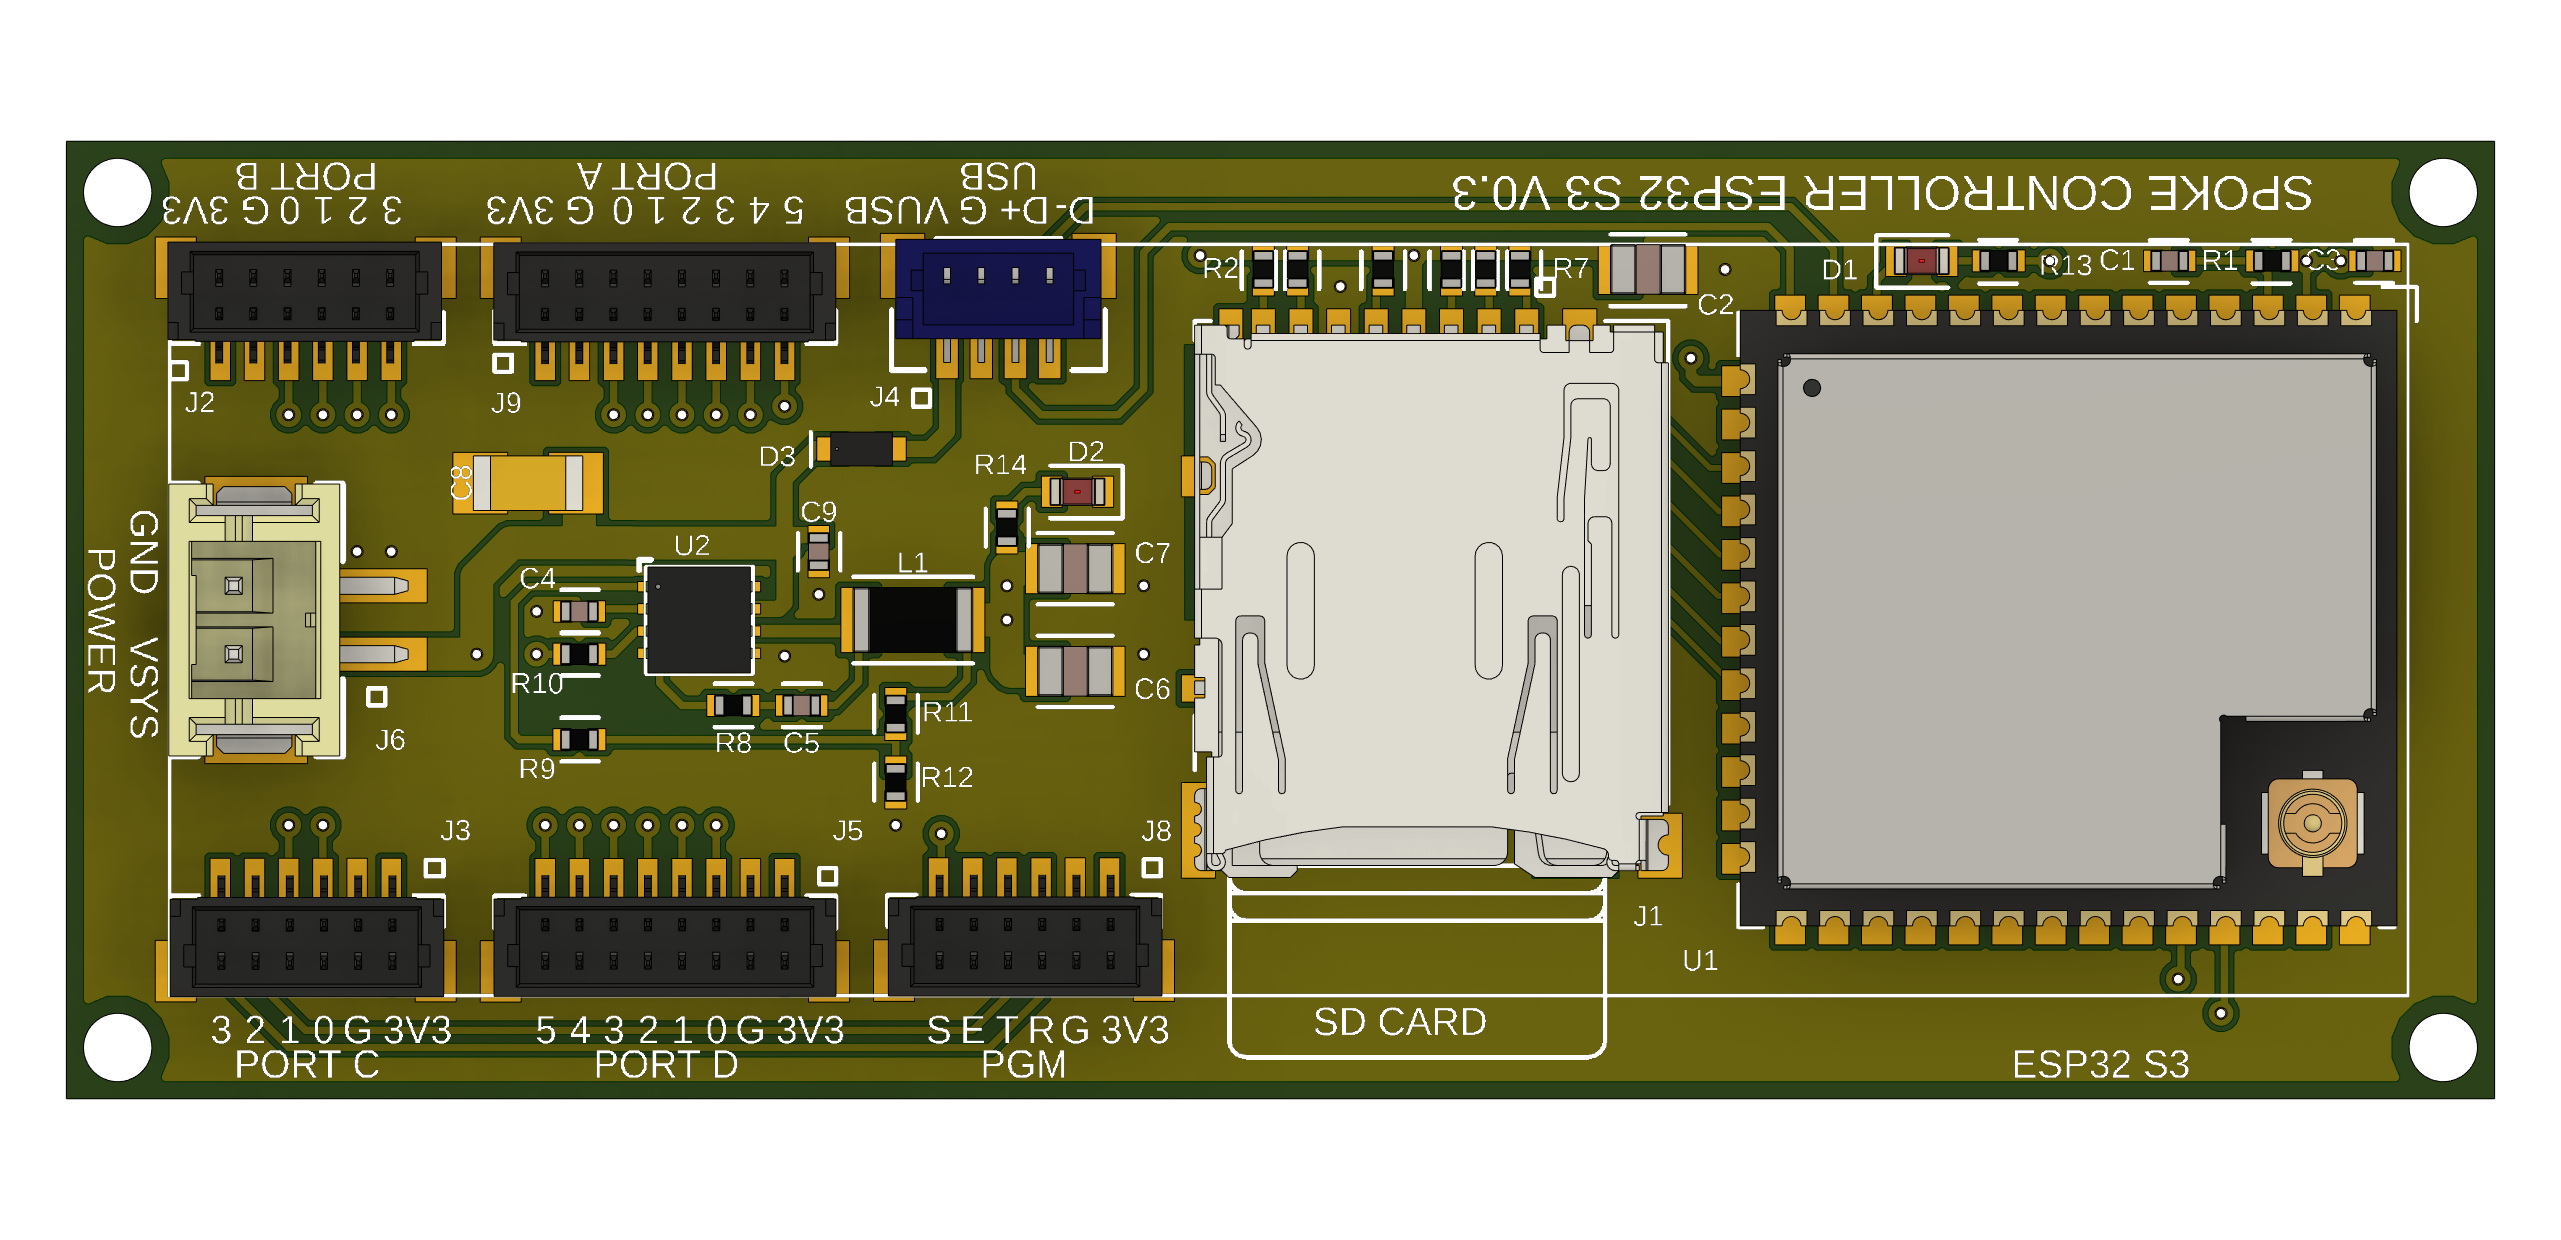 PORT B
3 2 1 0 G 3V3
PORT A
5 4 3 2 1 0 G 3V3
USB
D- D+ G VUSB
SPOKE CONTROLLER ESP32 S3 V0.3
R2
R7
C2
D1
R13
C1
R1
C3
J2
J9
J4
D3
C8
R14
D2
C9
U2
L1
C7
C4
GND VSYS
POWER
R10
C6
J6
R9
R8
C5
R11
R12
J3
J5
J8
J1
U1
3 2 1 0 G 3V3
PORT C
5 4 3 2 1 0 G 3V3
PORT D
S E T R G 3V3
PGM
SD CARD
ESP32 S3